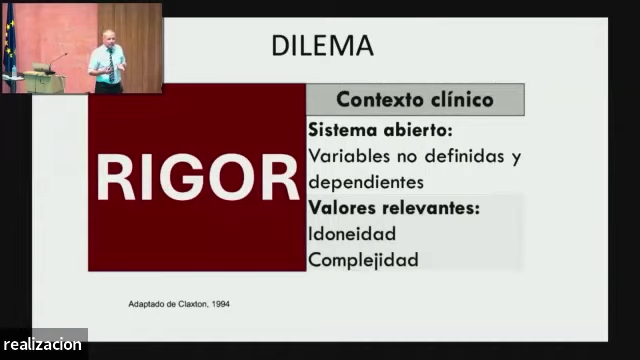 DILEMA
RIGOR
Contexto clínico
Sistema abierto:
Variables no definidas y
dependientes
Valores relevantes:
Idoneidad
Complejidad
Adaptado de Claxton, 1994
realizacion